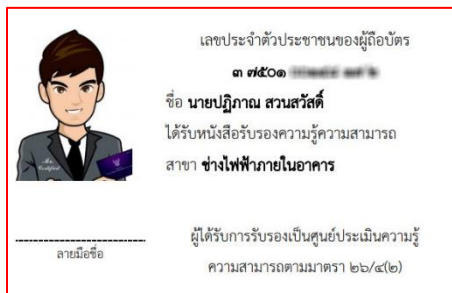 เลขประจำตัวประชาชนของผู้ถือบัตร
๓ ๗๕๐๑
ชื่อ นายปฏิภาณ สวนสวัสดิ์
ได้รับหนังสือรับรองความรู้ความสามารถ
สาขา ช่างไฟฟ้าภายในอาคาร
Mr. Certified
ลายมือชื่อ
ผู้ได้รับการรับรองเป็นศูนย์ประเมินความรู้
ความสามารถตามมาตรา ๒๖/๔(๒)